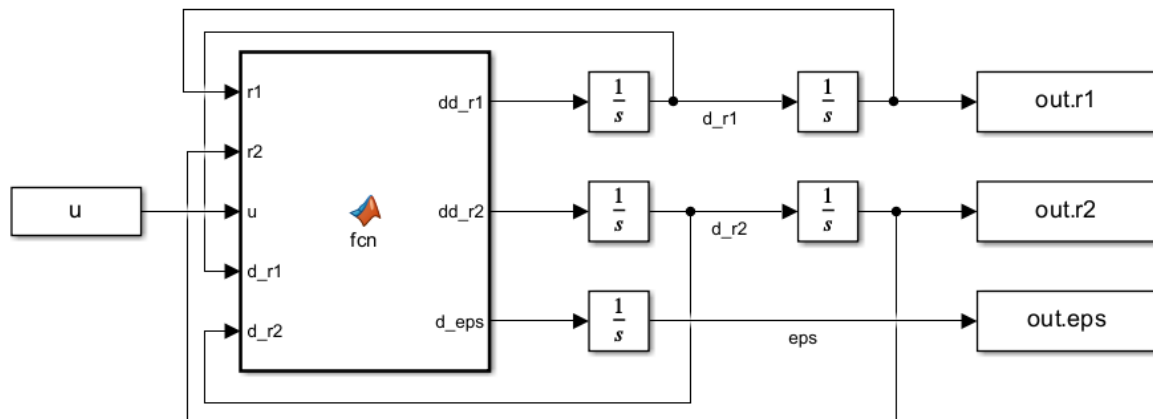 r1
r2
u
u
d_r1
d_r2
fcn
dd_r1
dd_r2
d_eps
1
s
d_r1
1
s
out.r1
1
s
d_r2
1
s
out.r2
1
s
eps
out.eps